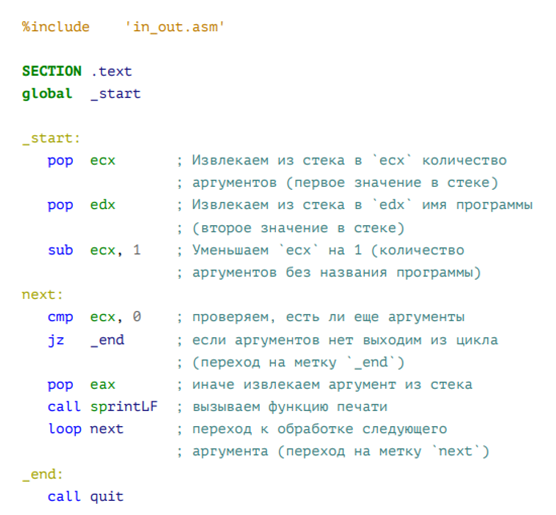 %include    'in_out.asm'

SECTION .text
global  _start

_start:
   pop  ecx       ; Извлекаем из стека в `ecx` количество
                  ; аргументов (первое значение в стеке)
   pop  edx       ; Извлекаем из стека в `edx` имя программы
                  ; (второе значение в стеке)
   sub  ecx, 1    ; Уменьшаем `ecx` на 1 (количество
                  ; аргументов без названия программы)
next:
   cmp  ecx, 0    ; проверяем, есть ли еще аргументы
   jz   _end      ; если аргументов нет выходим из цикла
                  ; (переход на метку `_end`)
   pop  eax       ; иначе извлекаем аргумент из стека
   call sprintLF  ; вызываем функцию печати
   loop next      ; переход к обработке следующего
                  ; аргумента (переход на метку `next`)
_end:
   call quit